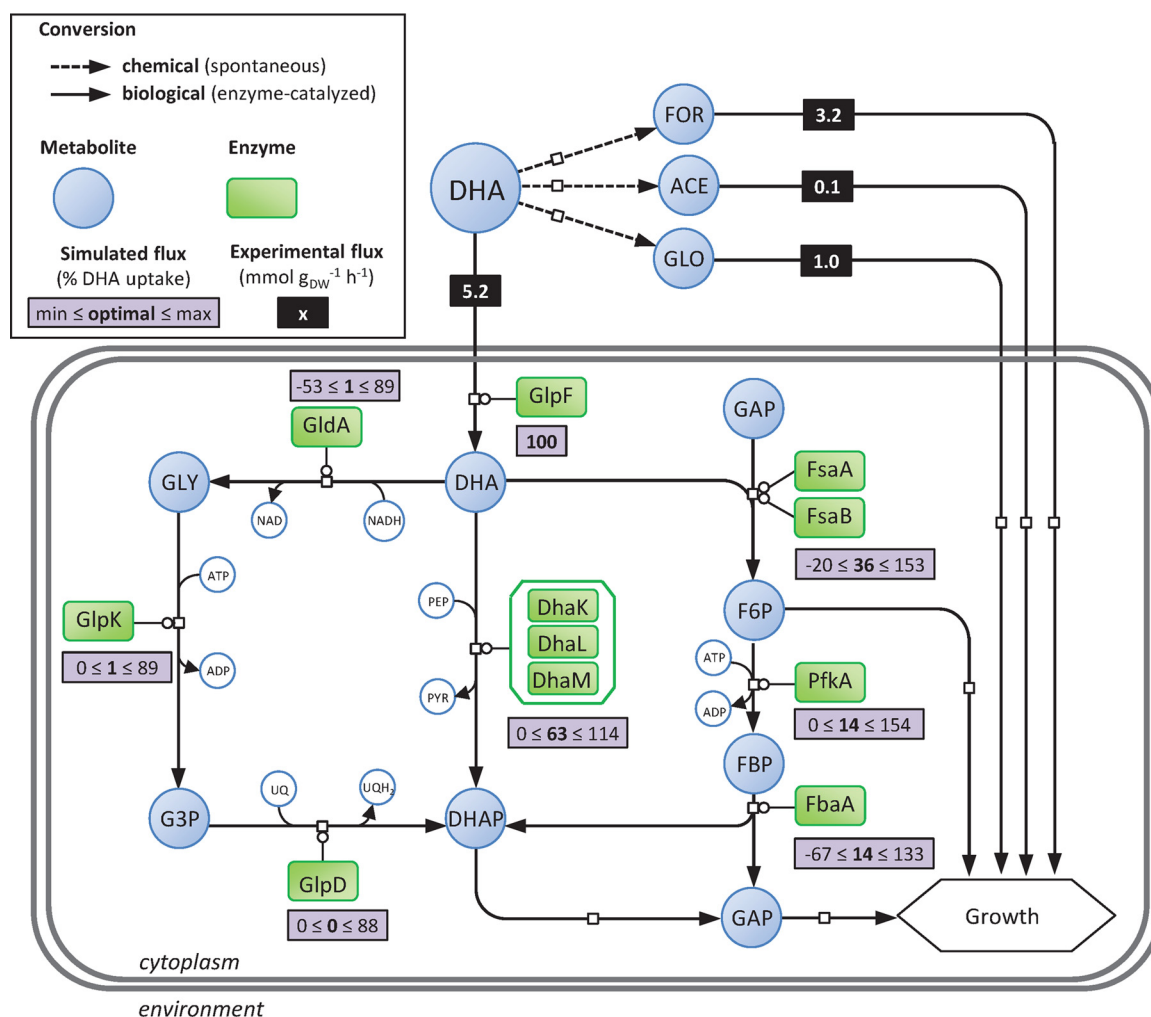 Conversion
chemical (spontaneous)
biological (enzyme-catalyzed)
Metabolite
Enzyme
Simulated flux
(% DHA uptake)
min ≤ optimal ≤ max
Experimental flux
(mmol gDW⁻¹ h⁻¹)
x
DHA
FOR
3.2
ACE
0.1
GLO
1.0
5.2
-53 ≤ 1 ≤ 89
GldA
GlpF
100
GAP
GLY
DHA
FsaA
FsaB
NAD
NADH
-20 ≤ 36 ≤ 153
ATP
GlpK
0 ≤ 1 ≤ 89
ADP
PEP
DhaK
DhaL
DhaM
PYR
0 ≤ 63 ≤ 114
F6P
ATP
ADP
PfkA
0 ≤ 14 ≤ 154
FBP
FbaA
-67 ≤ 14 ≤ 133
G3P
UQ
UQH₂
DHAP
GlpD
0 ≤ 0 ≤ 88
GAP
Growth
cytoplasm
environment